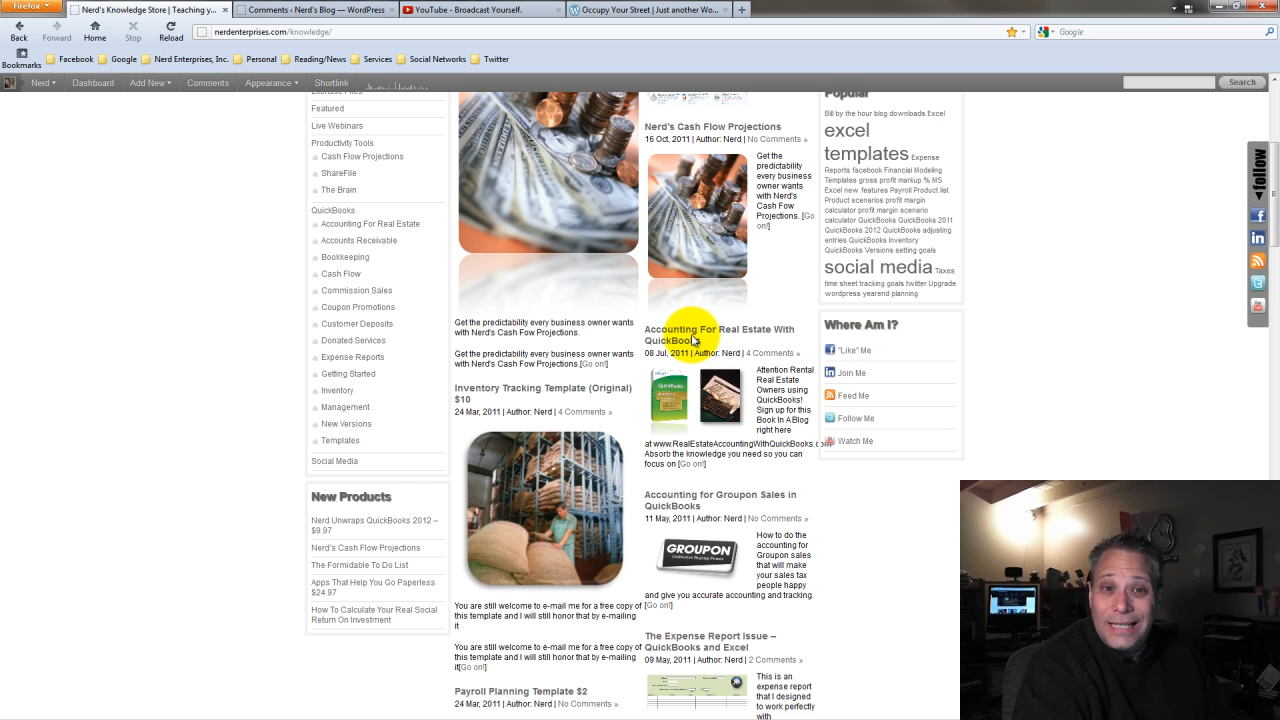 Firefox
Nerd's Knowledge Store | Teaching y...
Comments ‹ Nerd's Blog — WordPress
YouTube - Broadcast Yourself.
Occupy Your Street | Just another Wo...
Back
Forward
Home
Stop
Reload
nerdenterprises.com/knowledge/
Google
Bookmarks
Facebook
Google
Nerd Enterprises, Inc.
Personal
Reading/News
Services
Social Networks
Twitter
Nerd
Dashboard
Add New
Comments
Appearance
Shortlink
Search
Exercise Files
Featured
Live Webinars
Productivity Tools
Cash Flow Projections
ShareFile
The Brain
QuickBooks
Accounting For Real Estate
Accounts Receivable
Bookkeeping
Cash Flow
Commission Sales
Coupon Promotions
Customer Deposits
Donated Services
Expense Reports
Getting Started
Inventory
Management
New Versions
Templates
Social Media
New Products
Nerd Unwraps QuickBooks 2012 –
$9.97
Nerd's Cash Flow Projections
The Formidable To Do List
Apps That Help You Go Paperless
$24.97
How To Calculate Your Real Social
Return On Investment
Get the predictability every business owner wants
with Nerd's Cash Fow Projections.
Get the predictability every business owner wants
with Nerd's Cash Fow Projections.[Go on!]
Inventory Tracking Template (Original)
$10
24 Mar, 2011 | Author: Nerd | 4 Comments »
You are still welcome to e-mail me for a free copy of
this template and I will still honor that by e-mailing
it
You are still welcome to e-mail me for a free copy of
this template and I will still honor that by e-mailing
it[Go on!]
Payroll Planning Template $2
24 Mar, 2011 | Author: Nerd | No Comments »
Nerd's Cash Flow Projections
16 Oct, 2011 | Author: Nerd | No Comments »
Get the
predictability
every business
owner wants
with Nerd's
Cash Fow
Projections. [Go
on!]
Accounting For Real Estate With
QuickBooks
08 Jul, 2011 | Author: Nerd | 4 Comments »
Attention Rental
Real Estate
Owners using
QuickBooks!
Sign up for this
Book In A Blog
right here
at www.RealEstateAccountingWithQuickBooks.com
Absorb the knowledge you need so you can
focus on [Go on!]
Accounting for Groupon Sales in
QuickBooks
11 May, 2011 | Author: Nerd | No Comments »
GROUPON
How to do the
accounting for
Groupon sales
that will make
your sales tax
people happy
and give you accurate accounting and tracking.
[Go on!]
The Expense Report Issue –
QuickBooks and Excel
09 May, 2011 | Author: Nerd | 2 Comments »
This is an
expense report
that I designed
to work perfectly
with
Popular
Bill by the hour blog downloads Excel
excel
templates Expense
Reports facebook Financial Modeling
Templates gross profit markup % MS
Excel new features Payroll Product list
Product scenarios profit margin
calculator profit margin scenario
calculator QuickBooks QuickBooks 2011
QuickBooks 2012 QuickBooks adjusting
entries QuickBooks Inventory
QuickBooks Versions setting goals
social media Taxes
time sheet tracking goals twitter Upgrade
wordpress yearend planning
Where Am I?
"Like" Me
Join Me
Feed Me
Follow Me
Watch Me
follow